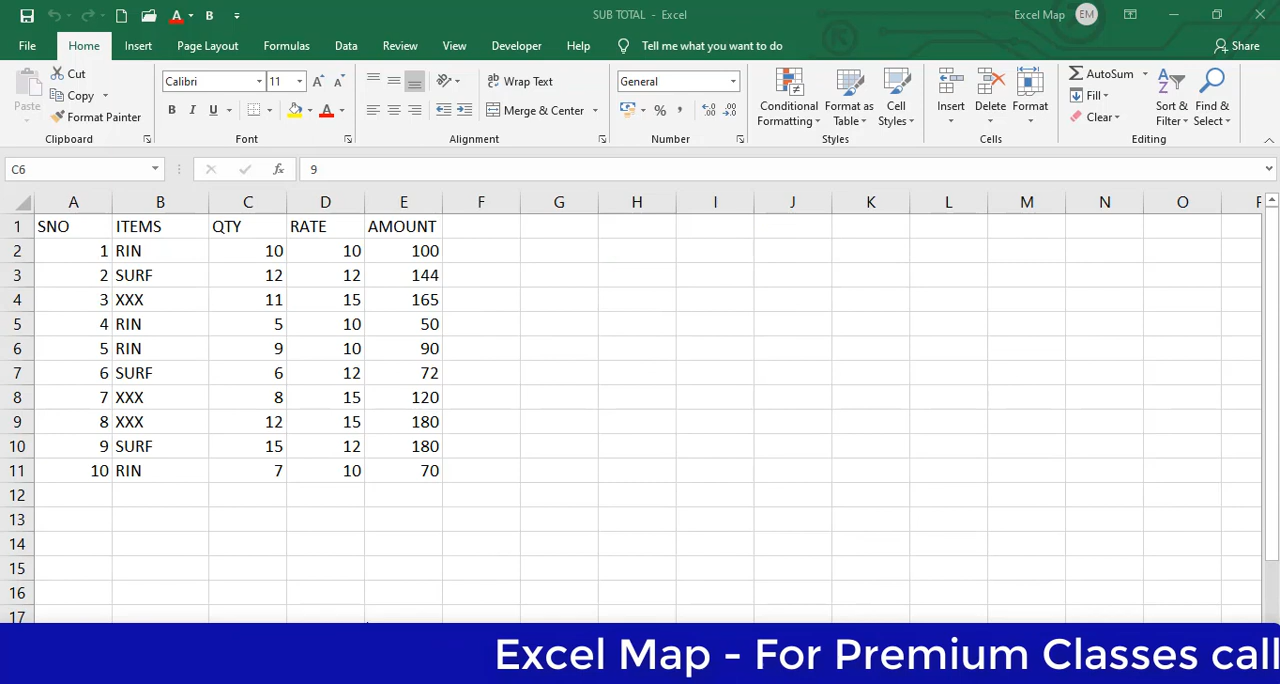 SUB TOTAL - Excel
Excel Map EM
File Home Insert Page Layout Formulas Data Review View Developer Help Tell me what you want to do Share
Paste Cut Copy Format Painter
Calibri 11 A A
B I U A
ab Wrap Text
Merge & Center
General
% ,
Conditional Formatting Format as Table Cell Styles
Insert Delete Format
AutoSum Fill Clear
Sort & Filter Find & Select
Clipboard Font Alignment Number Styles Cells Editing
C6 fx 9
A B C D E F G H I J K L M N O P
1 SNO ITEMS QTY RATE AMOUNT
2 1 RIN 10 10 100
3 2 SURF 12 12 144
4 3 XXX 11 15 165
5 4 RIN 5 10 50
6 5 RIN 9 10 90
7 6 SURF 6 12 72
8 7 XXX 8 15 120
9 8 XXX 12 15 180
10 9 SURF 15 12 180
11 10 RIN 7 10 70
12
13
14
15
16
17
Excel Map - For Premium Classes call